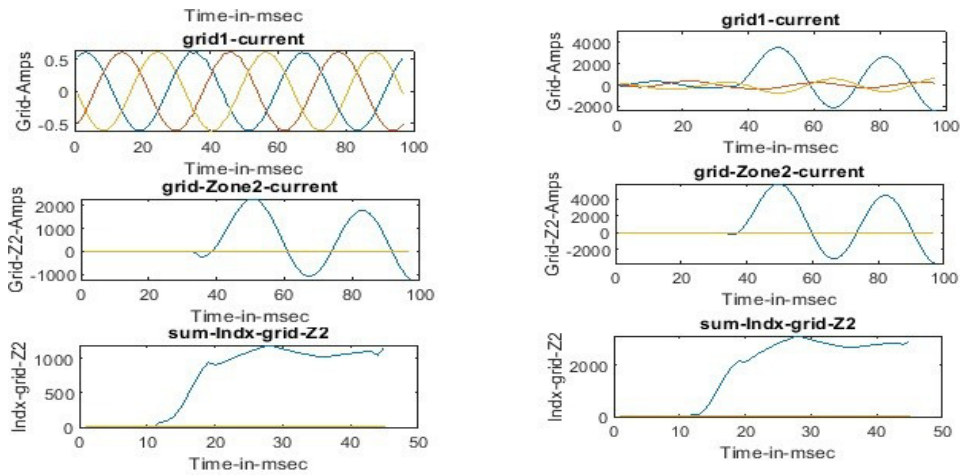 Time-in-msec
grid1-current
Grid-Amps
0.5
0
-0.5
0 20 40 60 80 100
Time-in-msec
grid-Zone2-current
Grid-Z2-Amps
2000
1000
0
-1000
0 20 40 60 80 100
Time-in-msec
sum-Indx-grid-Z2
Indx-grid-Z2
1000
500
0
0 10 20 30 40 50
Time-in-msec
grid1-current
Grid-Amps
4000
2000
0
-2000
0 20 40 60 80 100
Time-in-msec
grid-Zone2-current
Grid-Z2-Amps
4000
2000
0
-2000
0 20 40 60 80 100
Time-in-msec
sum-Indx-grid-Z2
Indx-grid-Z2
2000
0
0 10 20 30 40 50
Time-in-msec